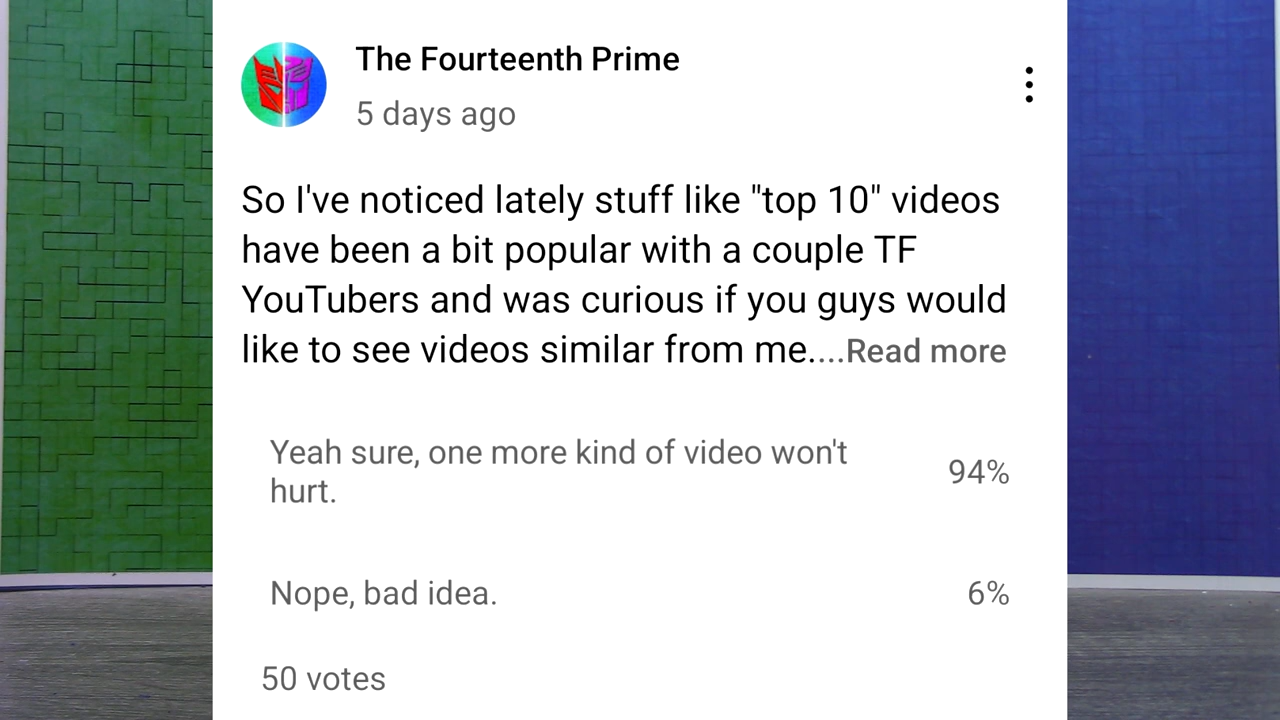 The Fourteenth Prime
5 days ago
So I've noticed lately stuff like "top 10" videos
have been a bit popular with a couple TF
YouTubers and was curious if you guys would
like to see videos similar from me....Read more
Yeah sure, one more kind of video won't
hurt.
94%
Nope, bad idea.
6%
50 votes